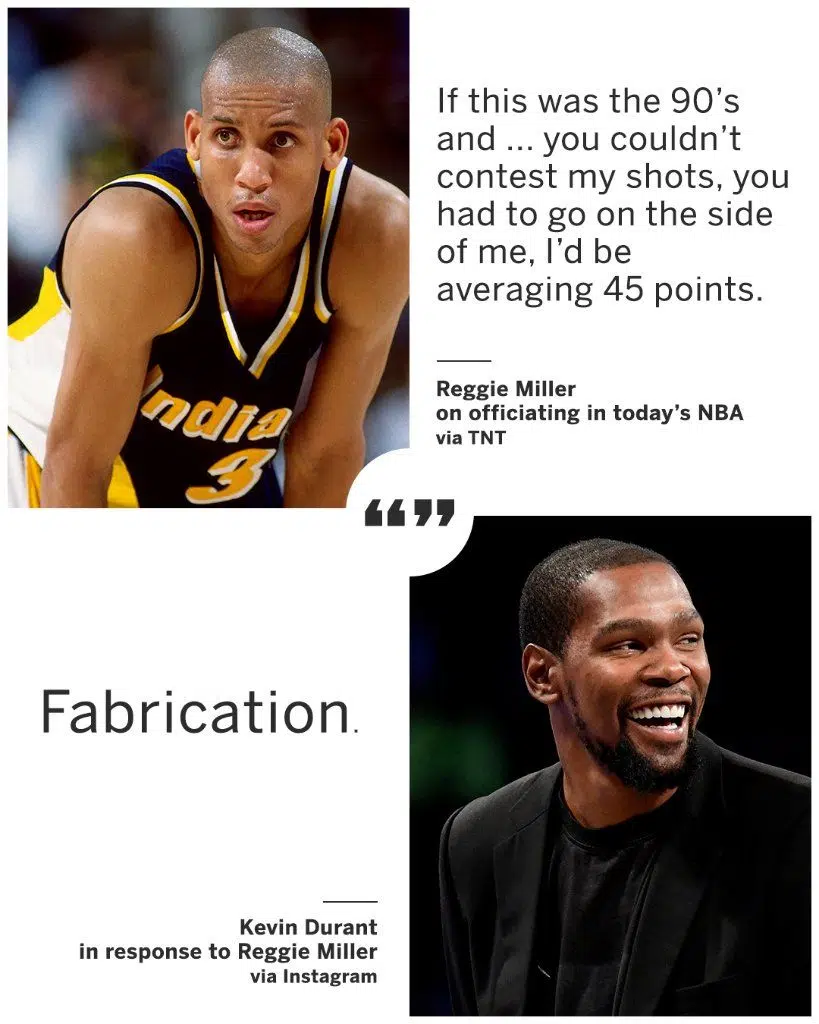 If this was the 90’s
and ... you couldn’t
contest my shots, you
had to go on the side
of me, I’d be
averaging 45 points.
Reggie Miller
on officiating in today’s NBA
via TNT
India
3
“”
Fabrication.
Kevin Durant
in response to Reggie Miller
via Instagram